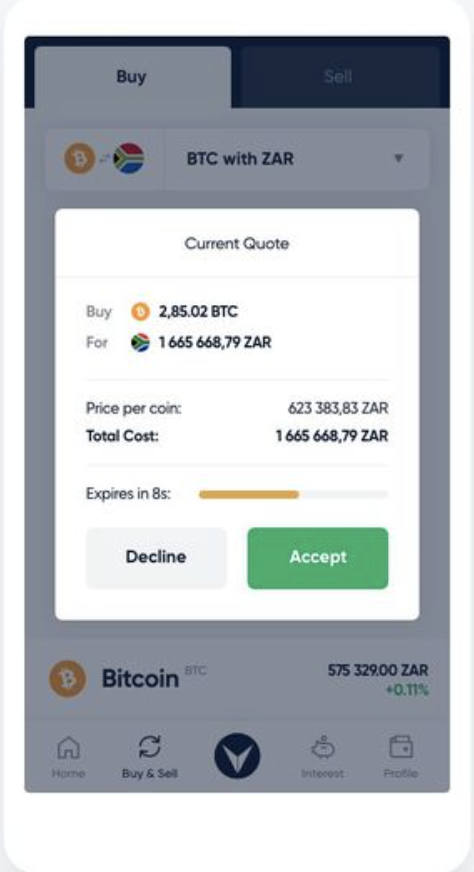 Buy Sell
BTC with ZAR
Current Quote
Buy 2,85.02 BTC
For 1 665 668,79 ZAR
Price per coin: 623 383,83 ZAR
Total Cost: 1 665 668,79 ZAR
Expires in 8s:
Decline Accept
Bitcoin BTC 575 329.00 ZAR
+0.11%
Home Buy & Sell Interest Profile